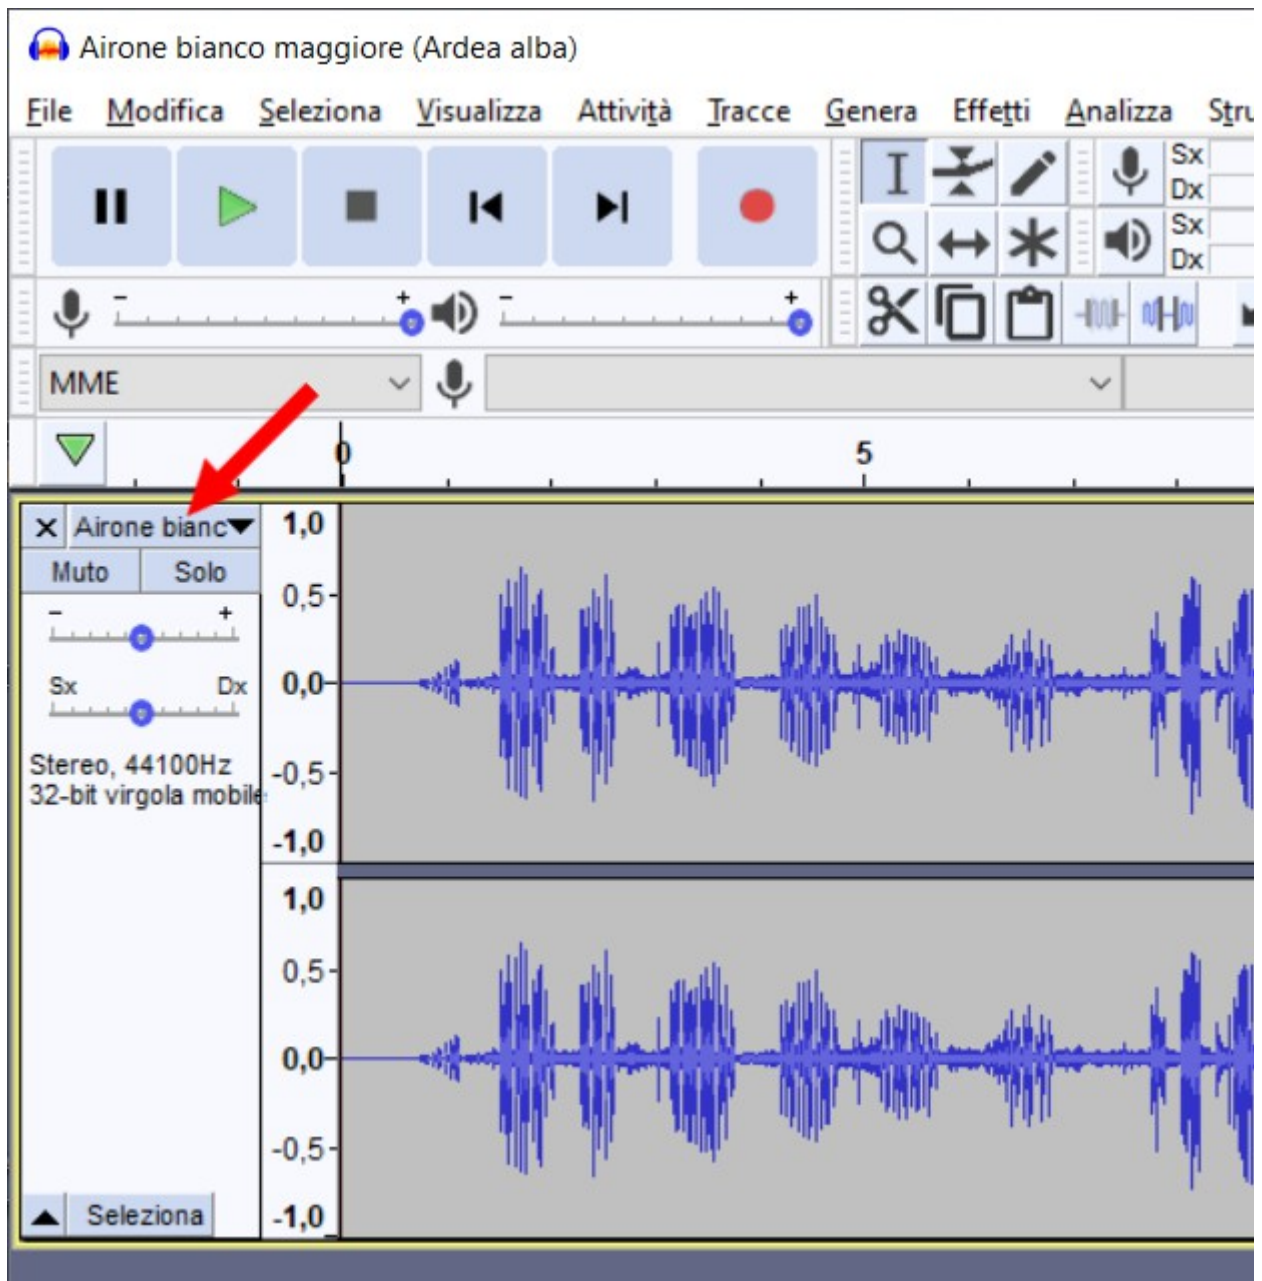 Airone bianco maggiore (Ardea alba)
File Modifica Seleziona Visualizza Attività Tracce Genera Effetti Analizza
Sx
Dx
Sx
Dx
- + - +
MME
0 5
X Airone bianc
Muto Solo
- +
Sx Dx
Stereo, 44100Hz
32-bit virgola mobile
1,0
0,5
0,0
-0,5
-1,0
1,0
0,5
0,0
-0,5
-1,0
Seleziona